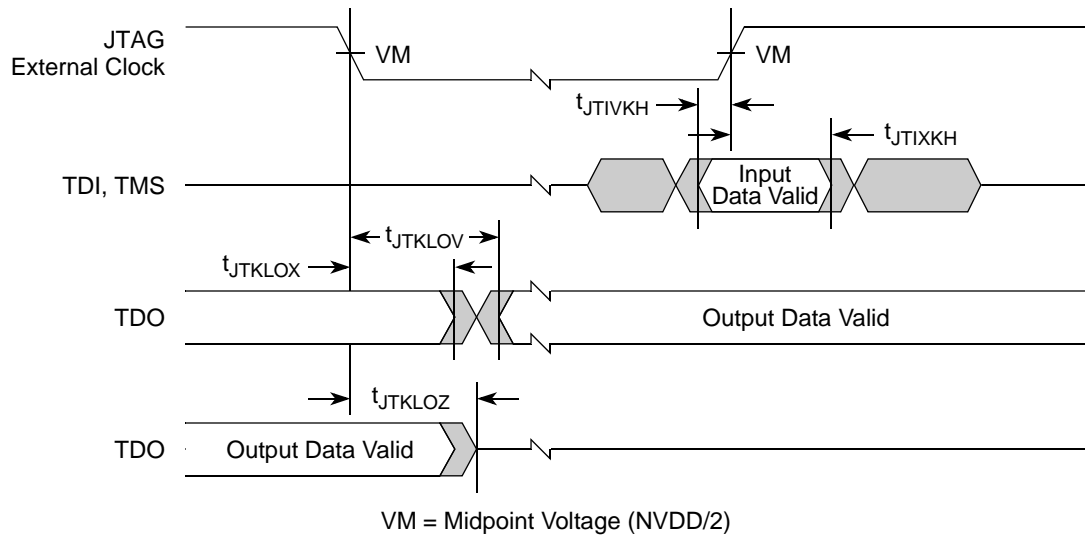 JTAG
External Clock
VM
VM
tJTIVKH
tJTIXKH
TDI, TMS
Input
Data Valid
tJTKLOV
tJTKLOX
TDO
Output Data Valid
tJTKLOZ
TDO
Output Data Valid
VM = Midpoint Voltage (NVDD/2)